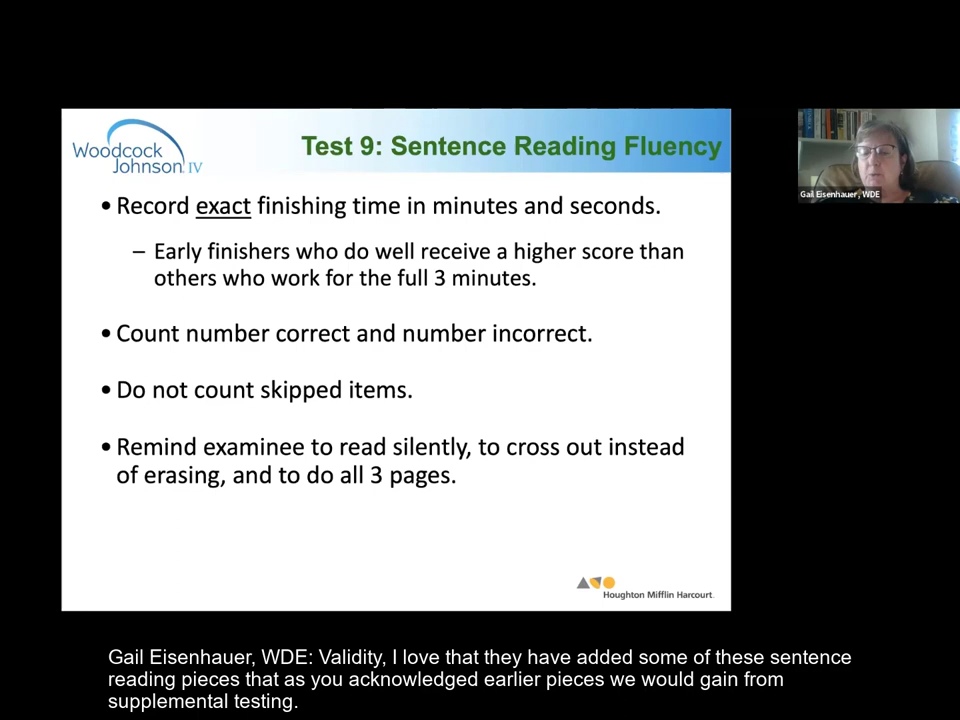 Woodcock
Johnson IV
Test 9: Sentence Reading Fluency
• Record exact finishing time in minutes and seconds.
– Early finishers who do well receive a higher score than
others who work for the full 3 minutes.
• Count number correct and number incorrect.
• Do not count skipped items.
• Remind examinee to read silently, to cross out instead
of erasing, and to do all 3 pages.
Houghton Mifflin Harcourt
Gail Eisenhauer, WDE
Gail Eisenhauer, WDE: Validity, I love that they have added some of these sentence
reading pieces that as you acknowledged earlier pieces we would gain from
supplemental testing.